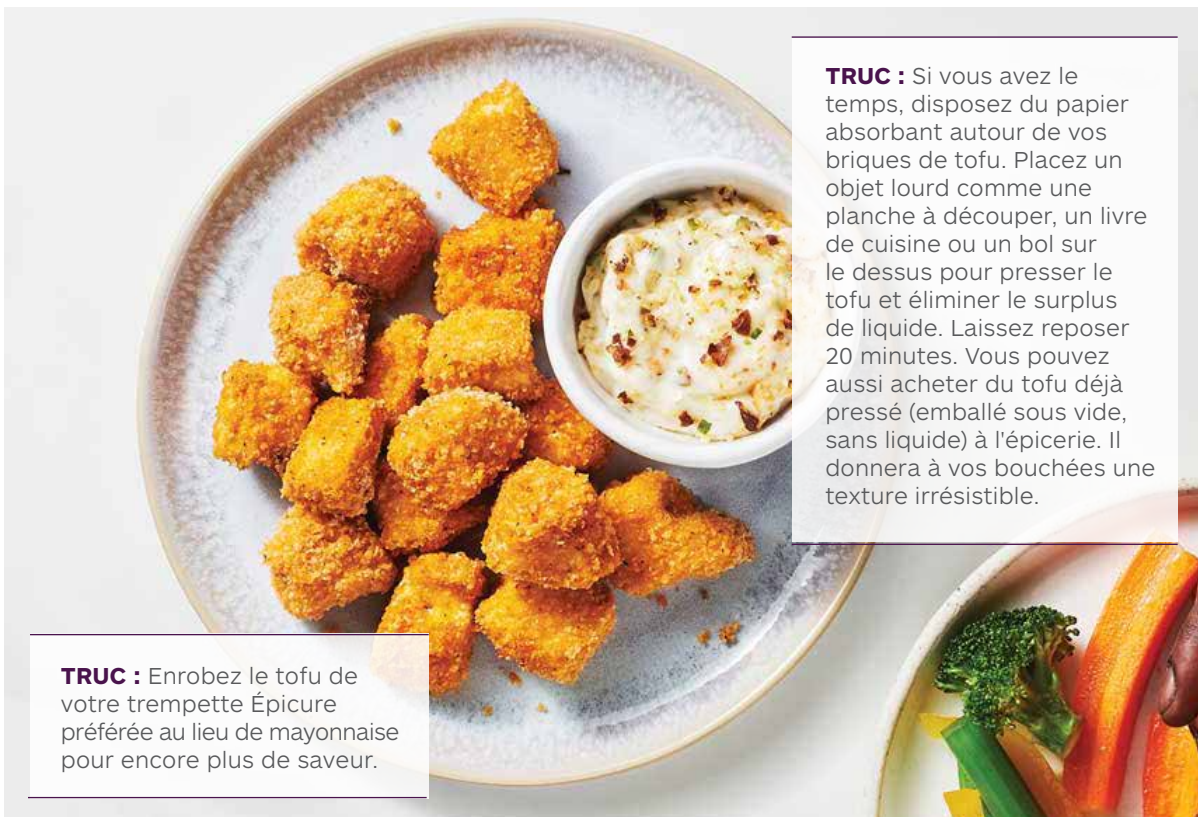 TRUC : Si vous avez le
temps, disposez du papier
absorbant autour de vos
briques de tofu. Placez un
objet lourd comme une
planche à découper, un livre
de cuisine ou un bol sur
le dessus pour presser le
tofu et éliminer le surplus
de liquide. Laissez reposer
20 minutes. Vous pouvez
aussi acheter du tofu déjà
pressé (emballé sous vide,
sans liquide) à l'épicerie. Il
donnera à vos bouchées une
texture irrésistible.
TRUC : Enrobez le tofu de
votre trempette Épicure
préférée au lieu de mayonnaise
pour encore plus de saveur.